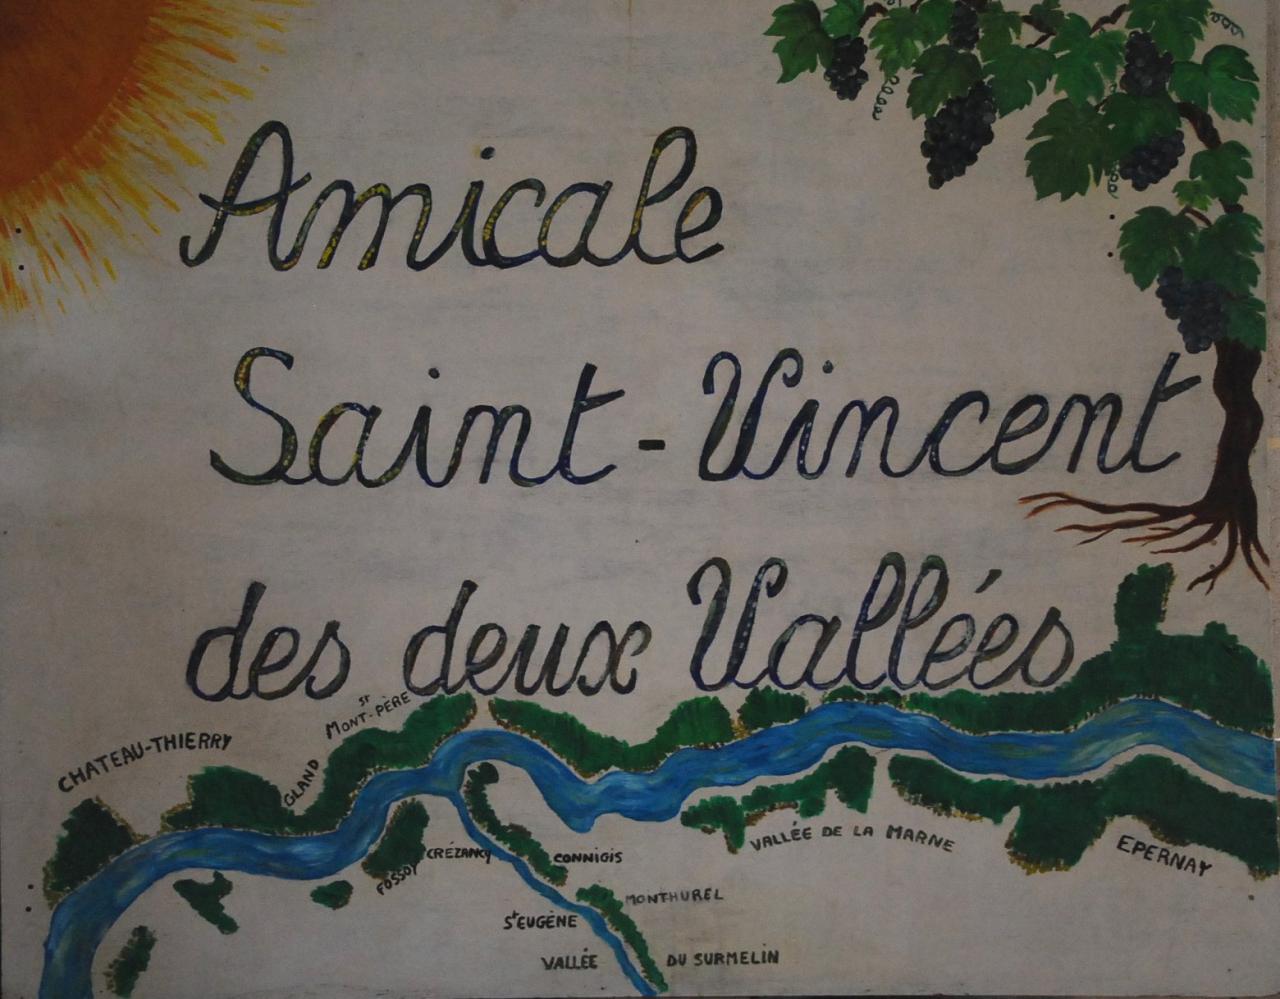 Amicale
Saint-Vincent
des deux Vallées
CHATEAU-THIERRY
GLAND
MONT-ST PÈRE
FOSSOY
CRÉZANCY
CONNIGIS
MONTHUREL
St EUGÈNE
VALLÉE DU SURMELIN
VALLÉE DE LA MARNE
EPERNAY